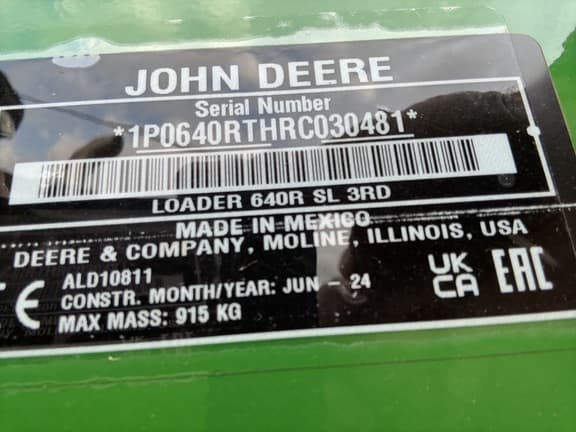 JOHN DEERE
Serial Number
*1P0640RTHRC030481*
LOADER 640R SL 3RD
MADE IN MEXICO
DEERE & COMPANY, MOLINE, ILLINOIS, USA
ALD10811
CONSTR. MONTH/YEAR: JUN - 24
MAX MASS: 915 KG
CE
UK
CA
EAC